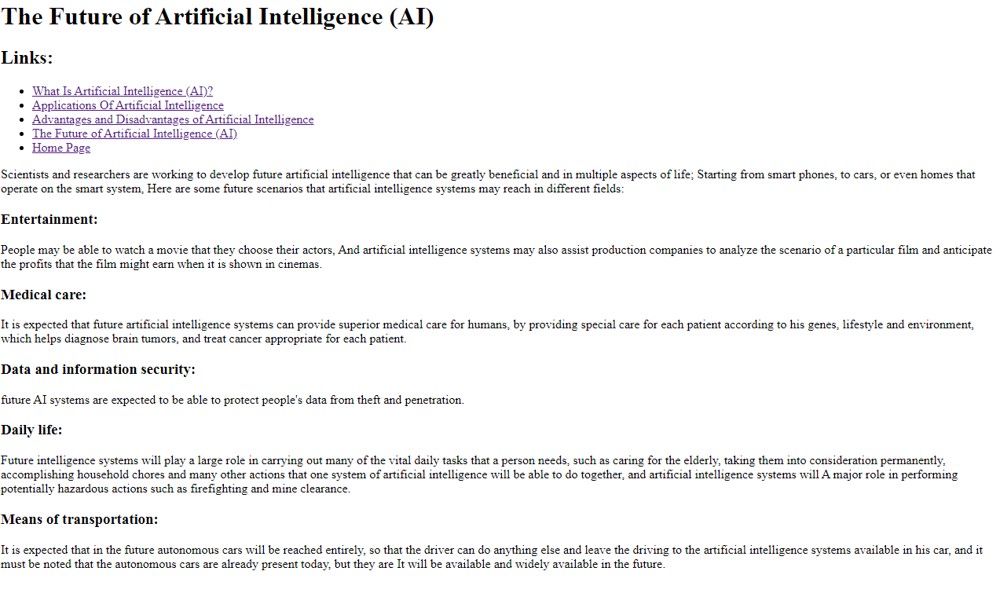 The Future of Artificial Intelligence (AI)
Links:
What Is Artificial Intelligence (AI)?
Applications Of Artificial Intelligence
Advantages and Disadvantages of Artificial Intelligence
The Future of Artificial Intelligence (AI)
Home Page
Scientists and researchers are working to develop future artificial intelligence that can be greatly beneficial and in multiple aspects of life; Starting from smart phones, to cars, or even homes that
operate on the smart system, Here are some future scenarios that artificial intelligence systems may reach in different fields:
Entertainment:
People may be able to watch a movie that they choose their actors, And artificial intelligence systems may also assist production companies to analyze the scenario of a particular film and anticipate
the profits that the film might earn when it is shown in cinemas.
Medical care:
It is expected that future artificial intelligence systems can provide superior medical care for humans, by providing special care for each patient according to his genes, lifestyle and environment,
which helps diagnose brain tumors, and treat cancer appropriate for each patient.
Data and information security:
future AI systems are expected to be able to protect people's data from theft and penetration.
Daily life:
Future intelligence systems will play a large role in carrying out many of the vital daily tasks that a person needs, such as caring for the elderly, taking them into consideration permanently,
accomplishing household chores and many other actions that one system of artificial intelligence will be able to do together, and artificial intelligence systems will A major role in performing
potentially hazardous actions such as firefighting and mine clearance.
Means of transportation:
It is expected that in the future autonomous cars will be reached entirely, so that the driver can do anything else and leave the driving to the artificial intelligence systems available in his car, and it
must be noted that the autonomous cars are already present today, but they are It will be available and widely available in the future.